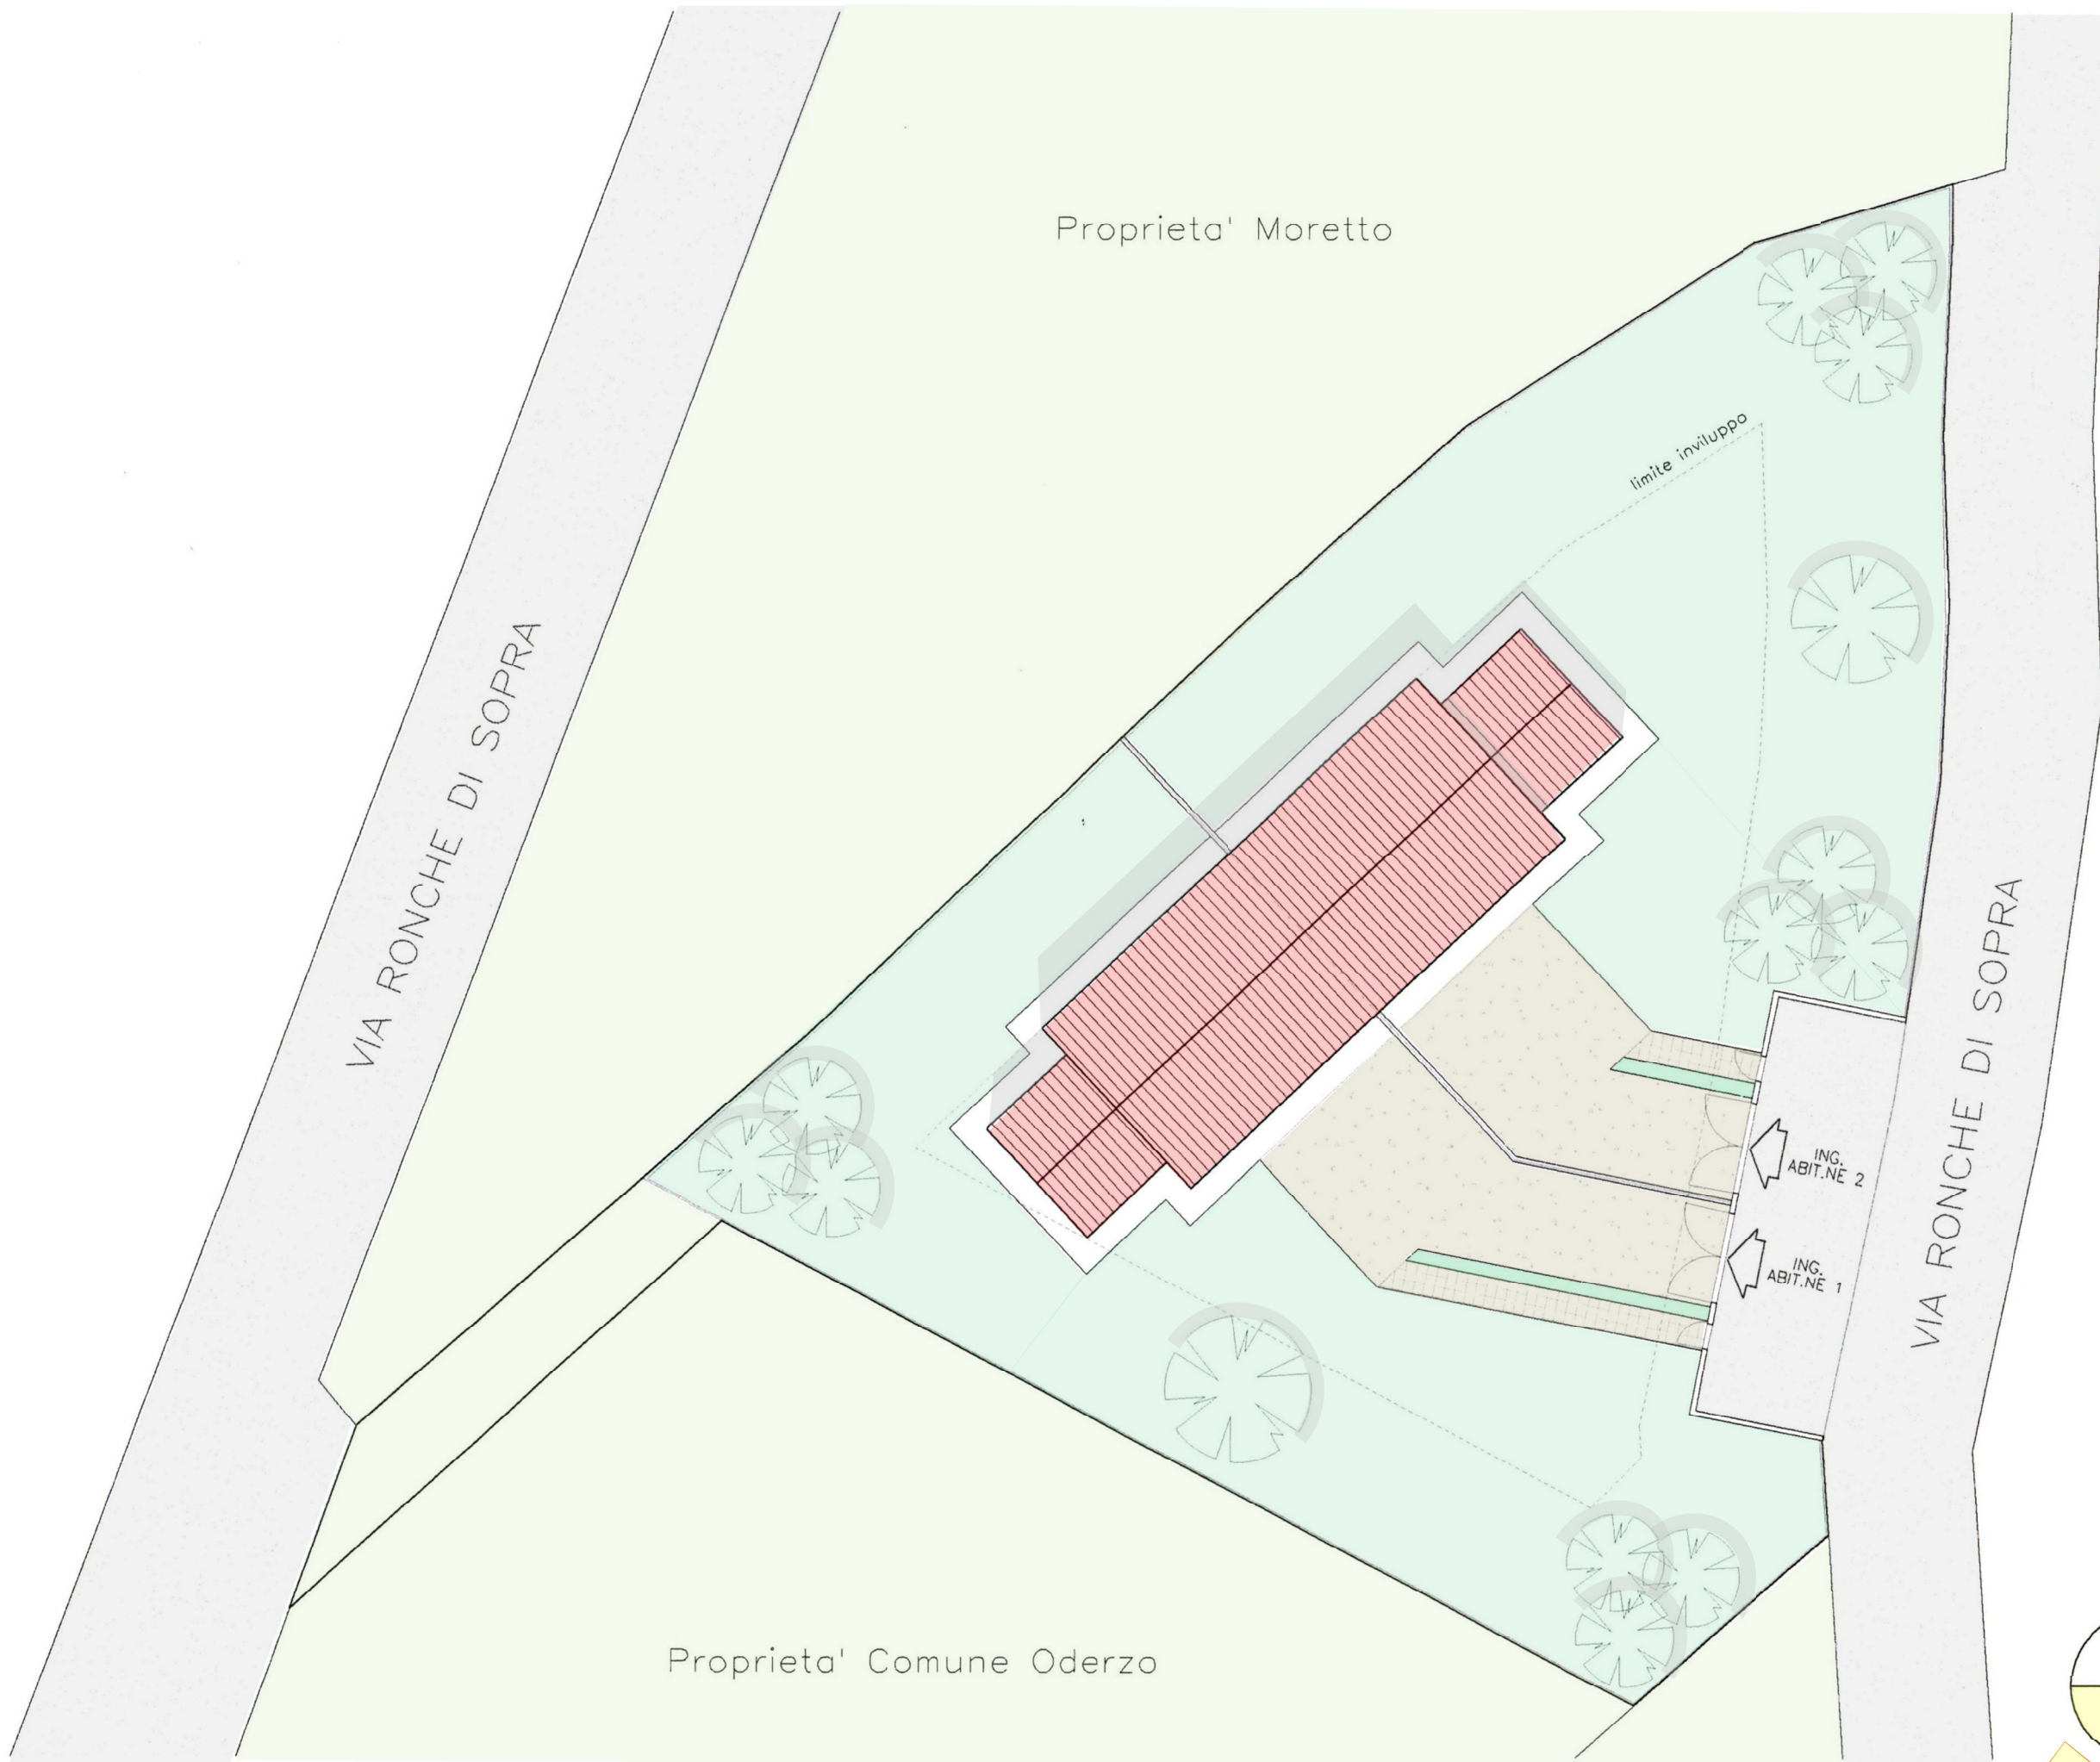 Proprieta' Moretto
limite inviluppo
VIA RONCHE DI SOPRA
VIA RONCHE DI SOPRA
ING.
ABIT.NE 2
ING.
ABIT.NE 1
Proprieta' Comune Oderzo